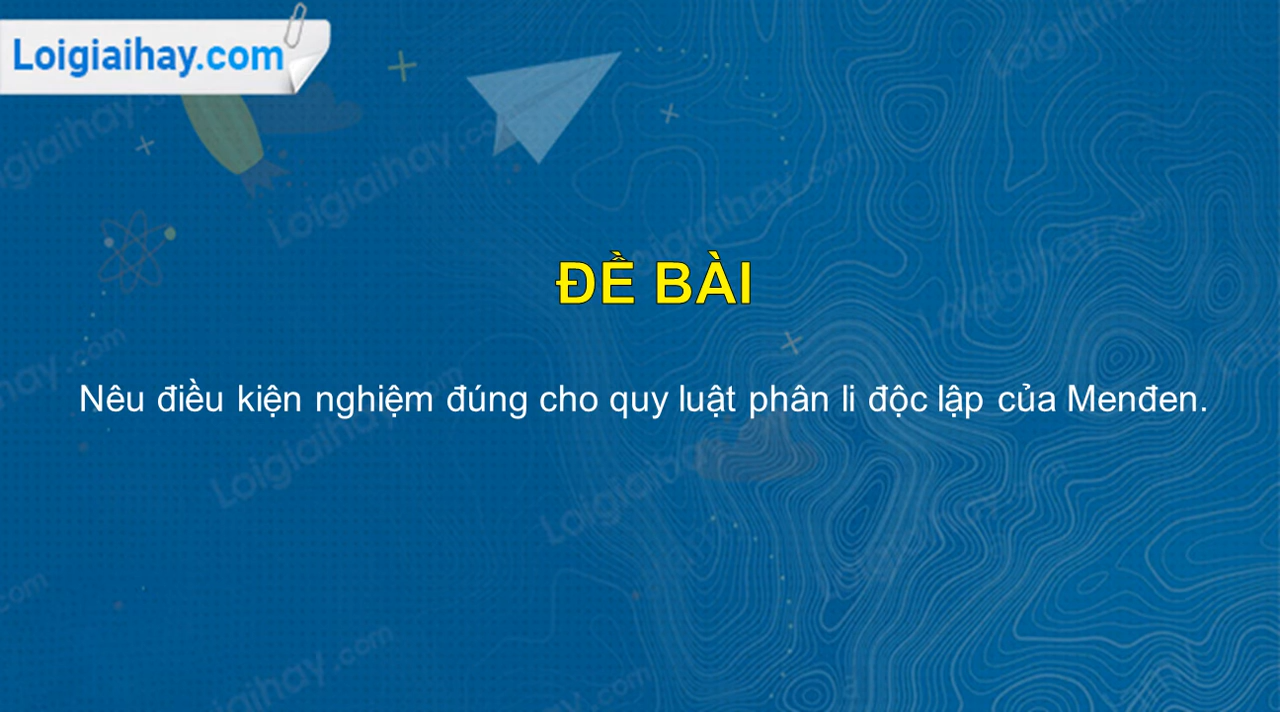 Loigiaihay.com
ĐỀ BÀI
Nêu điều kiện nghiệm đúng cho quy luật phân li độc lập của Menđen.